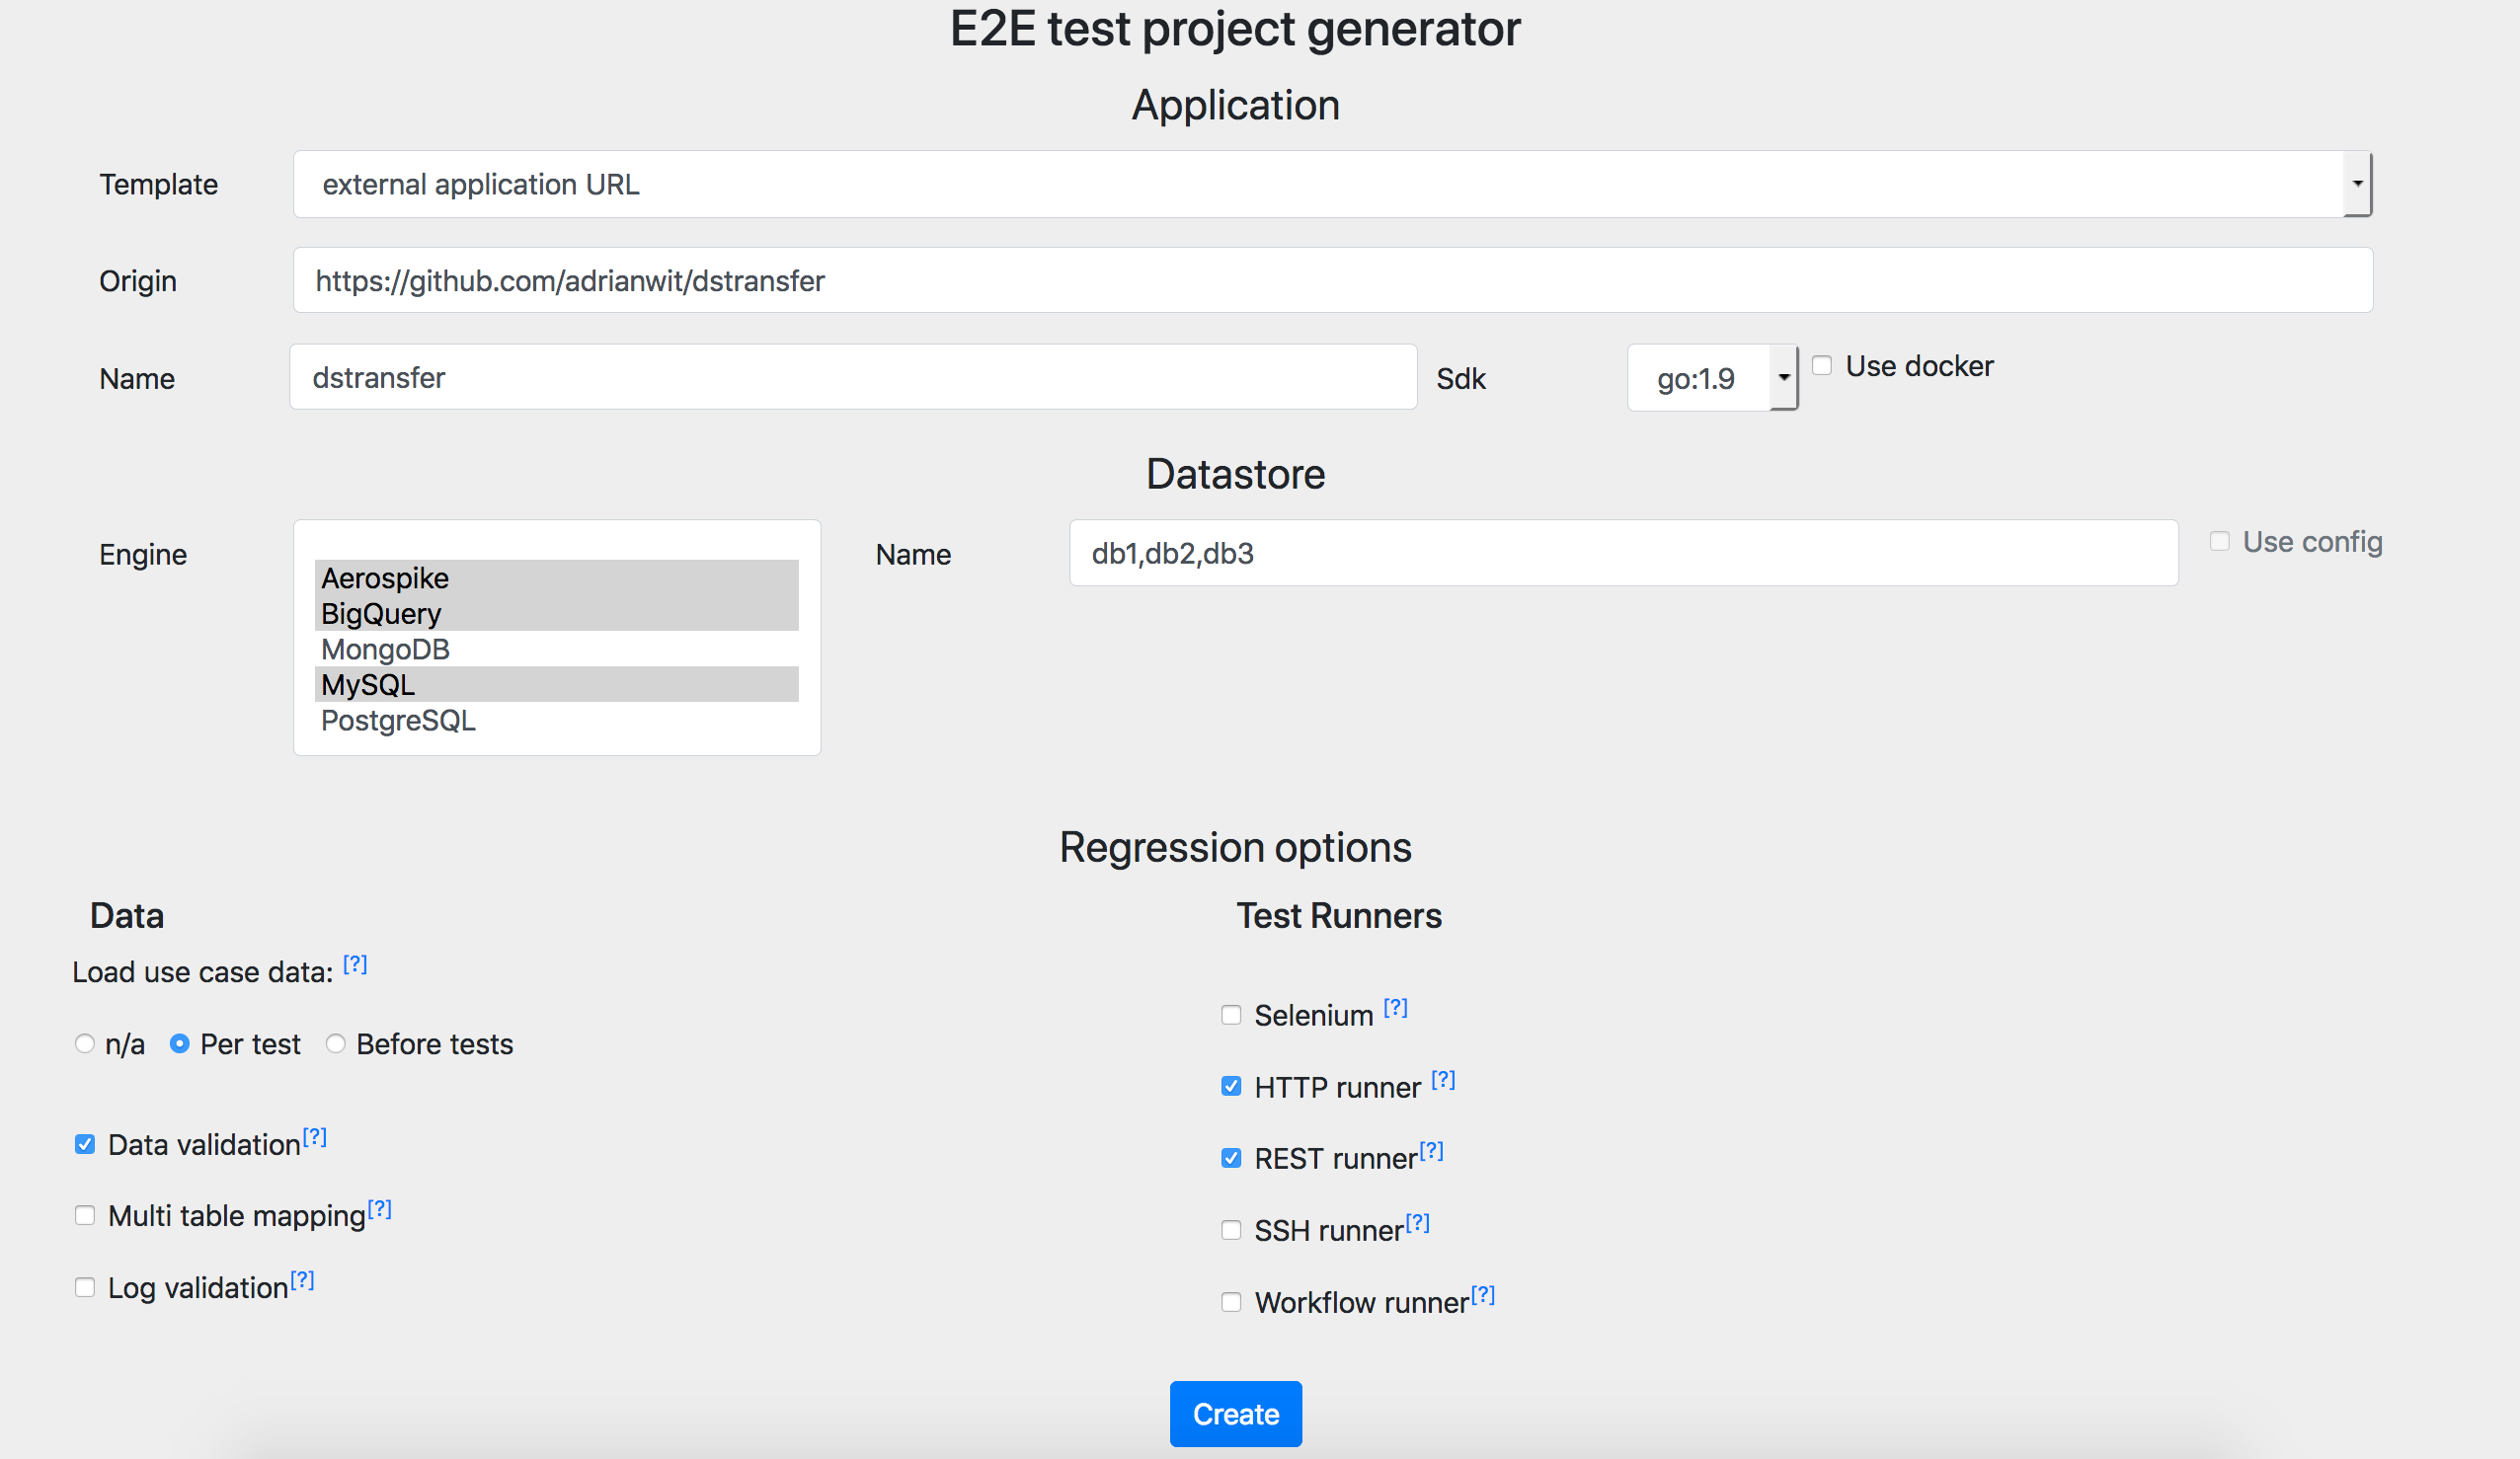 E2E test project generator
Application
Template external application URL
Origin https://github.com/adrianwit/dstransfer
Name dstransfer Sdk go:1.9 Use docker
Datastore
Engine Name db1,db2,db3 Use config
Aerospike
BigQuery
MongoDB
MySQL
PostgreSQL
Regression options
Data
Load use case data: [?]
n/a Per test Before tests
Data validation[?]
Multi table mapping[?]
Log validation[?]
Test Runners
Selenium [?]
HTTP runner [?]
REST runner[?]
SSH runner[?]
Workflow runner[?]
Create